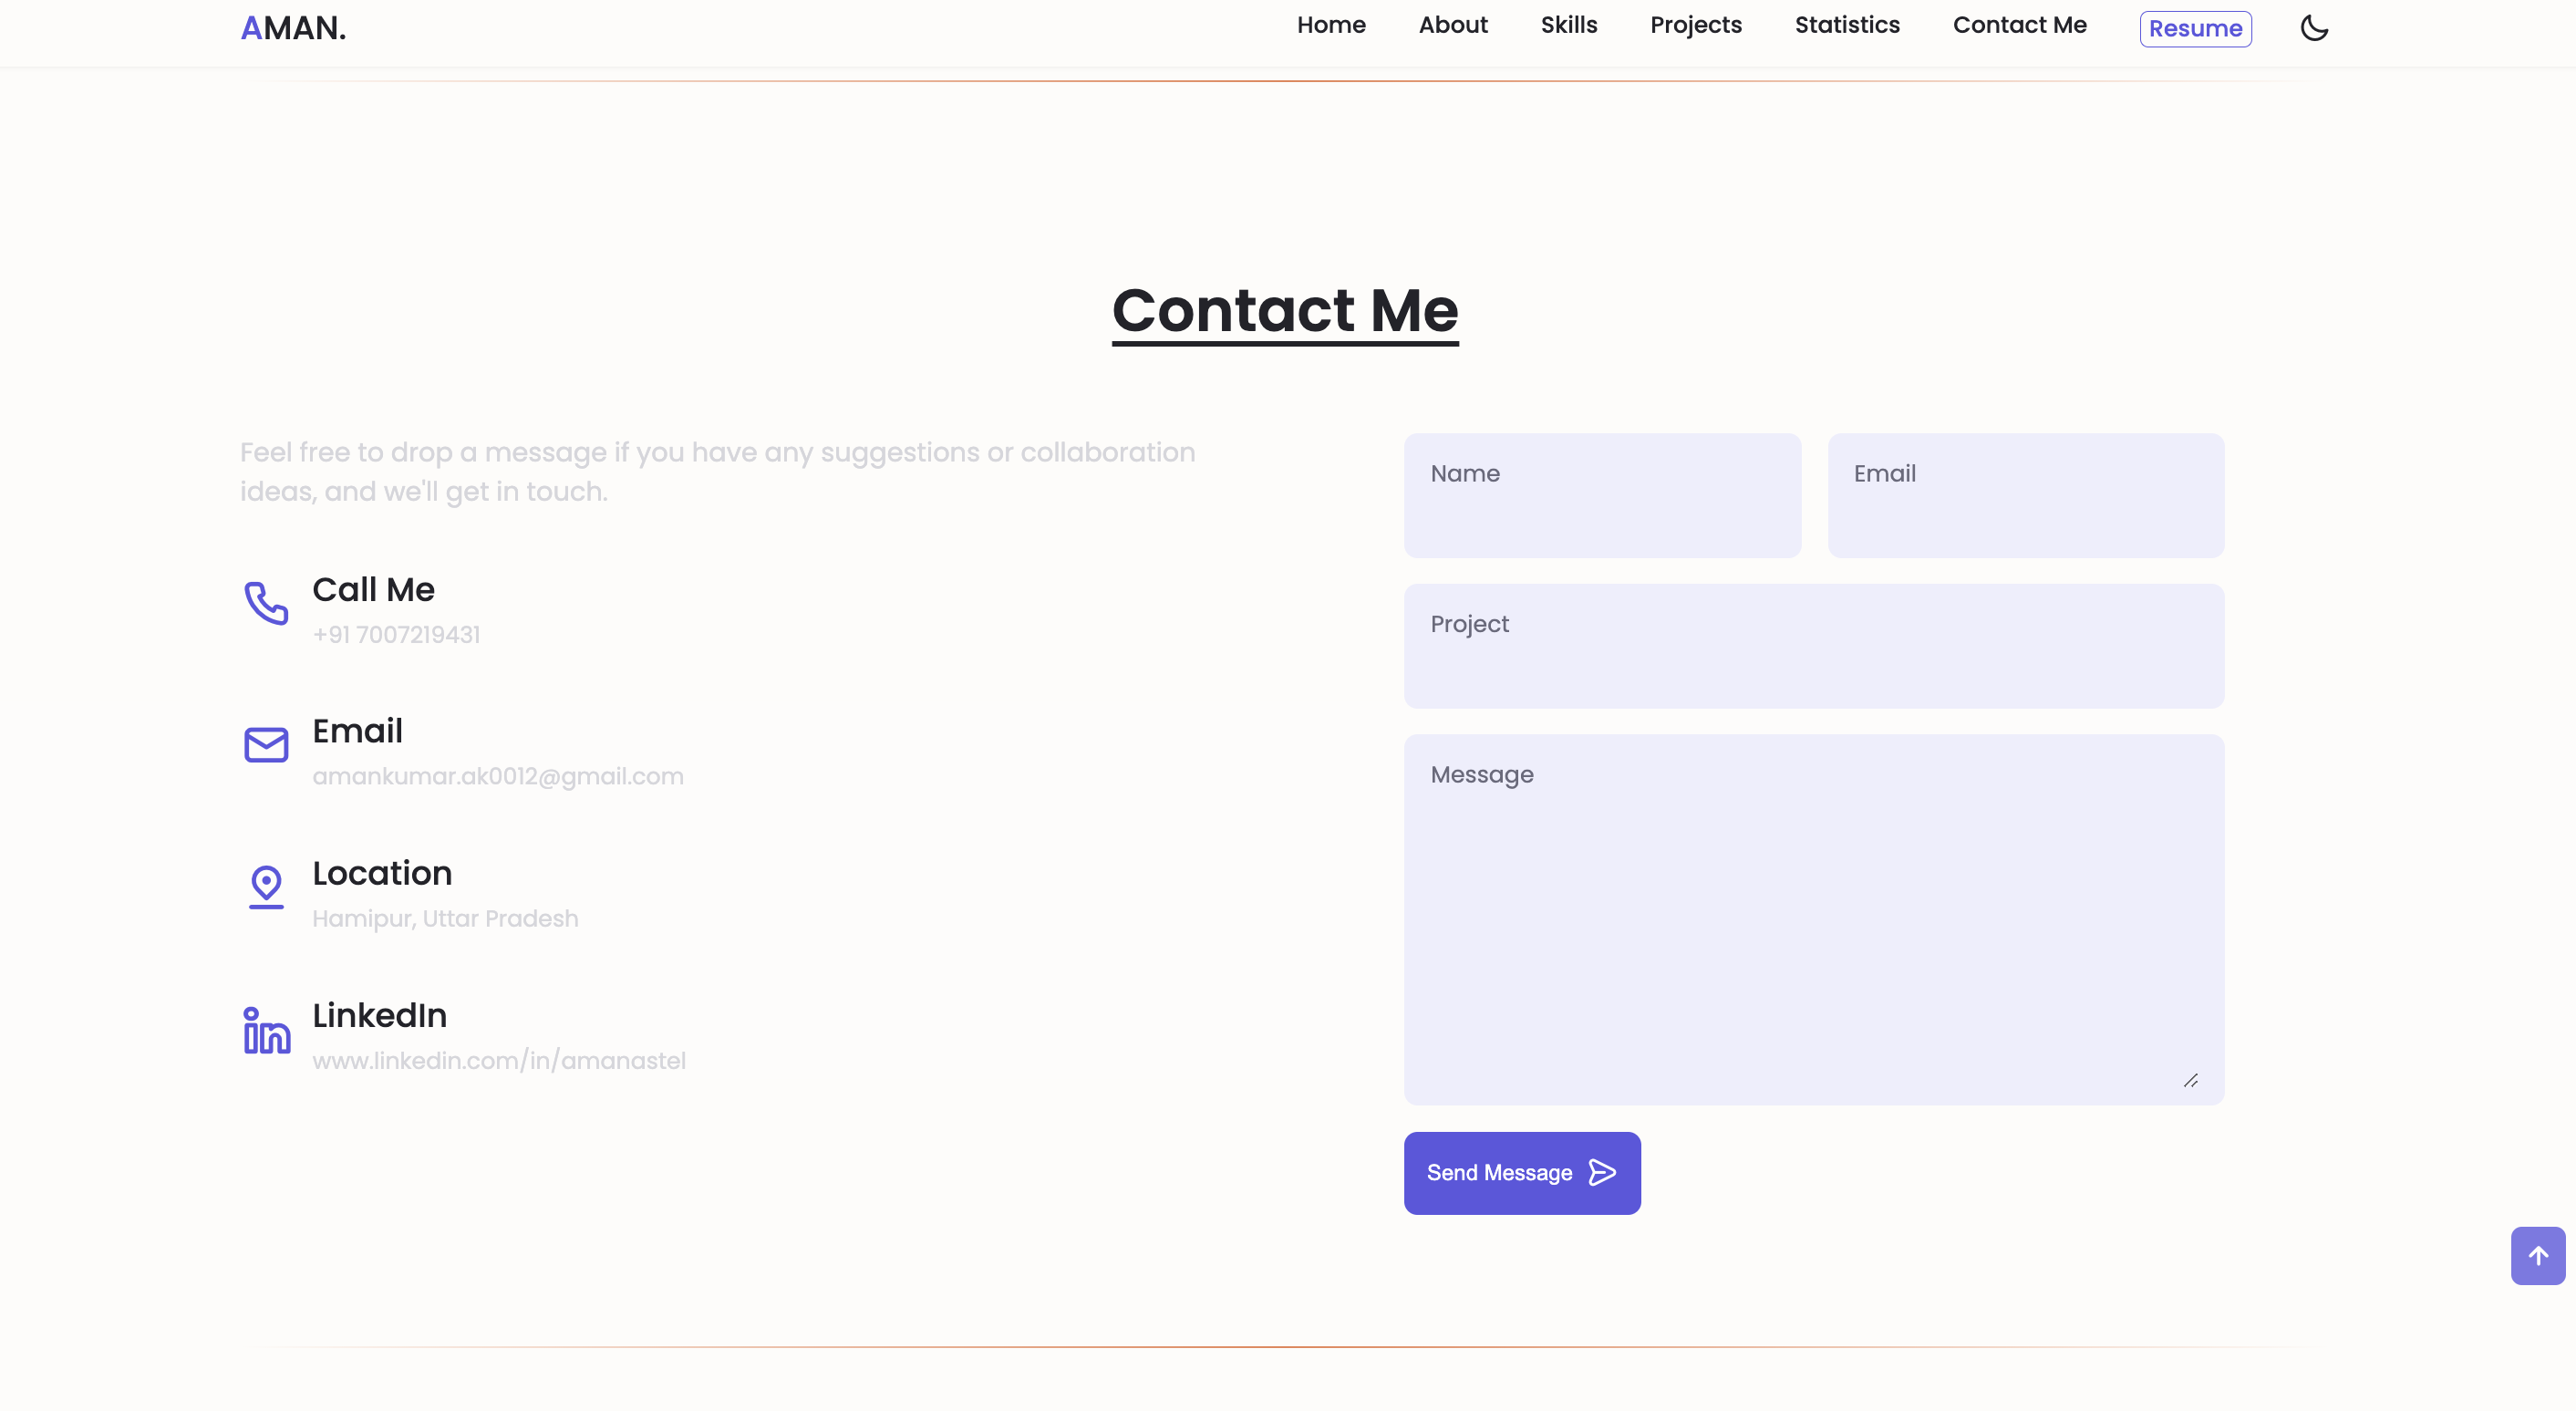 AMAN.
Home
About
Skills
Projects
Statistics
Contact Me
Resume
Contact Me
Feel free to drop a message if you have any suggestions or collaboration
ideas, and we'll get in touch.
Call Me
+91 7007219431
Email
amankumar.ak0012@gmail.com
Location
Hamipur, Uttar Pradesh
LinkedIn
www.linkedin.com/in/amanastel
Name
Email
Project
Message
Send Message